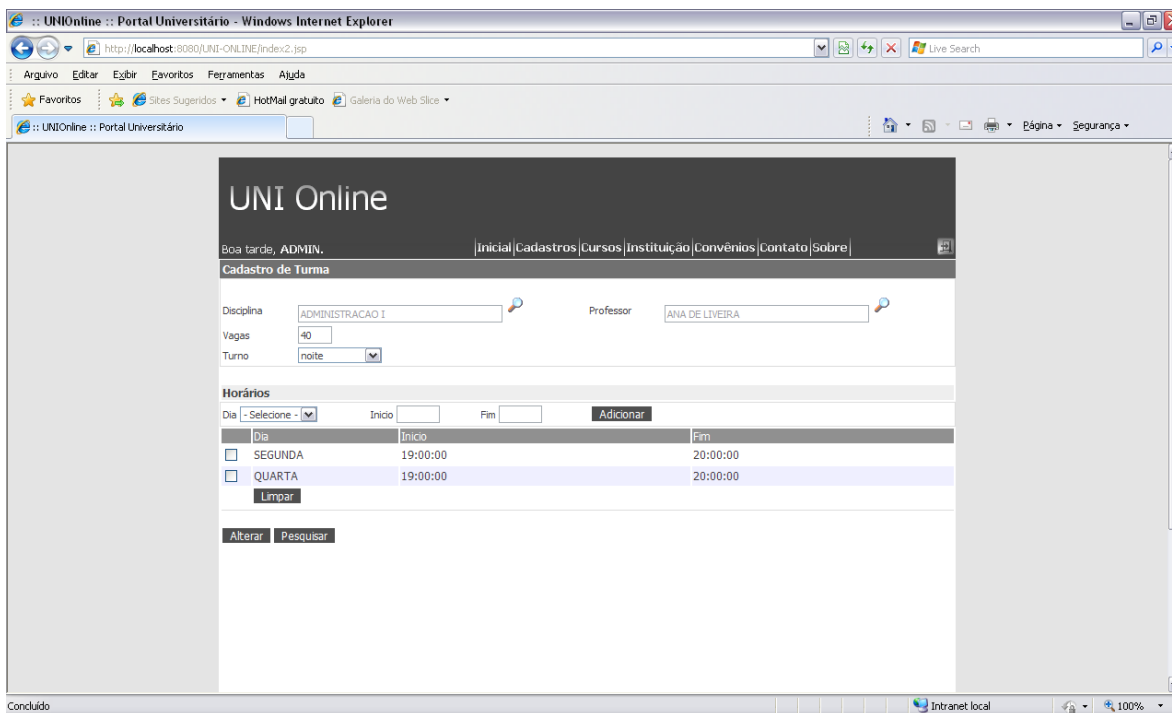 :: UNIOnline :: Portal Universitário - Windows Internet Explorer
http://localhost:8080/UNI-ONLINE/index2.jsp
Live Search
Arquivo Editar Exibir Favoritos Ferramentas Ajuda
Favoritos Sites Sugeridos HotMail gratuito Galeria do Web Slice
:: UNIOnline :: Portal Universitário
Página Segurança
UNI Online
Boa tarde, ADMIN.
Inicial|Cadastros|Cursos|Instituição|Convênios|Contato|Sobre|
Cadastro de Turma
Disciplina ADMINISTRACAO I Professor ANA DE LIVEIRA
Vagas 40
Turno noite
Horários
Dia - Selecione - Inicio Fim Adicionar
Dia Inicio Fim
SEGUNDA 19:00:00 20:00:00
QUARTA 19:00:00 20:00:00
Limpar
Alterar Pesquisar
Concluído Intranet local 100%